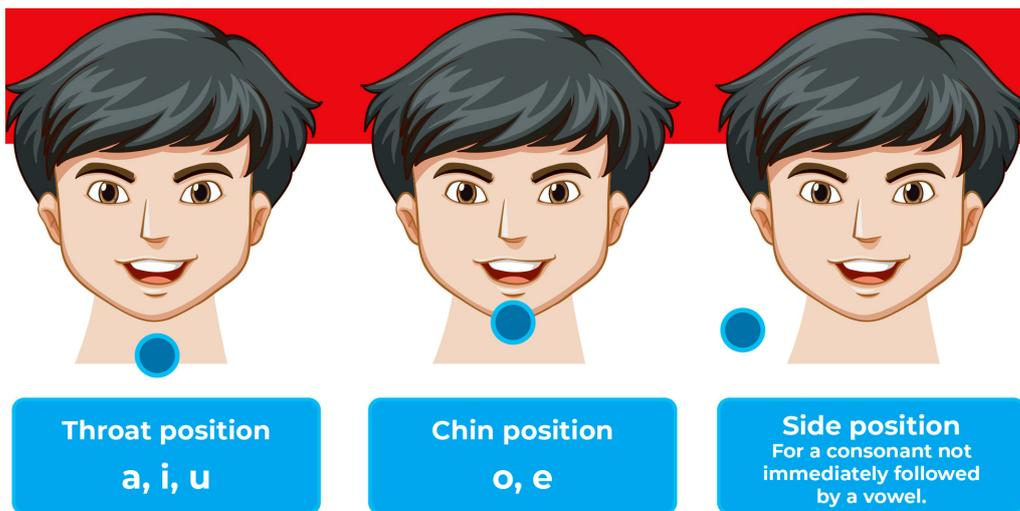 Throat position
a, i, u
Chin position
o, e
Side position
For a consonant not
immediately followed
by a vowel.